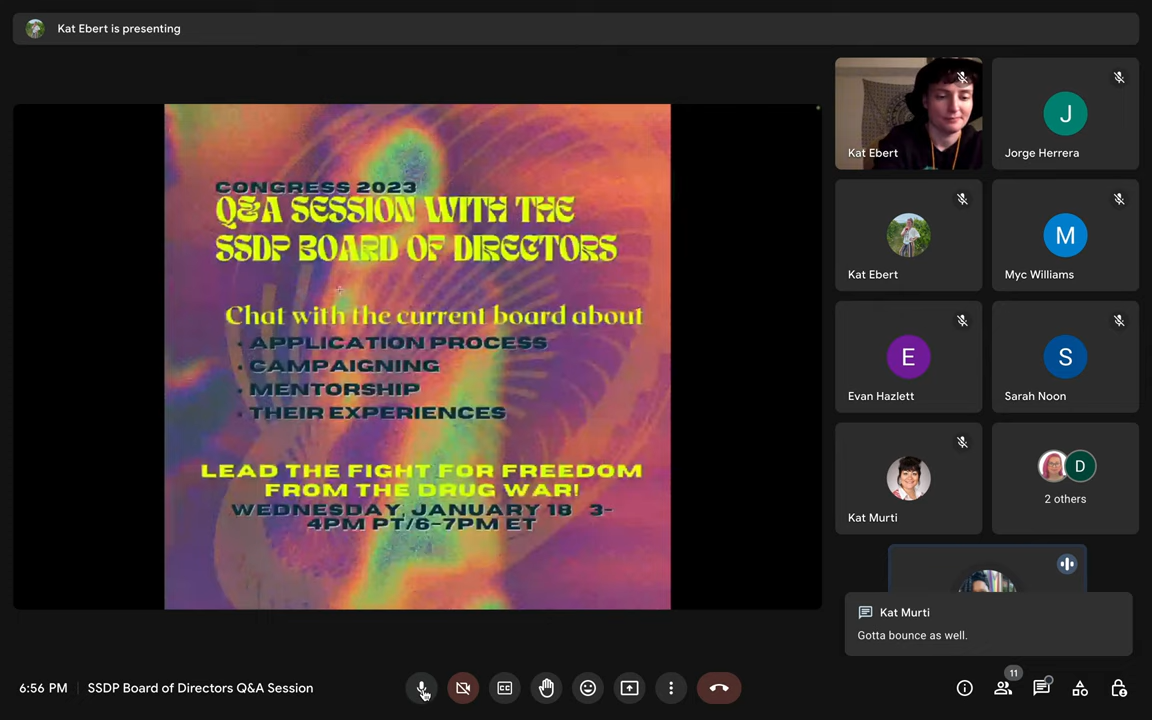 Kat Ebert is presenting
CONGRESS 2023
Q&A SESSION WITH THE
SSDP BOARD OF DIRECTORS
Chat with the current board about
· APPLICATION PROCESS
· CAMPAIGNING
· MENTORSHIP
· THEIR EXPERIENCES
LEAD THE FIGHT FOR FREEDOM
FROM THE DRUG WAR!
WEDNESDAY, JANUARY 18 3-
4PM PT/6-7PM ET
Kat Ebert
J
Jorge Herrera
Kat Ebert
M
Myc Williams
E
Evan Hazlett
S
Sarah Noon
Kat Murti
D
2 others
Kat Murti
Gotta bounce as well.
6:56 PM
SSDP Board of Directors Q&A Session
CC
11